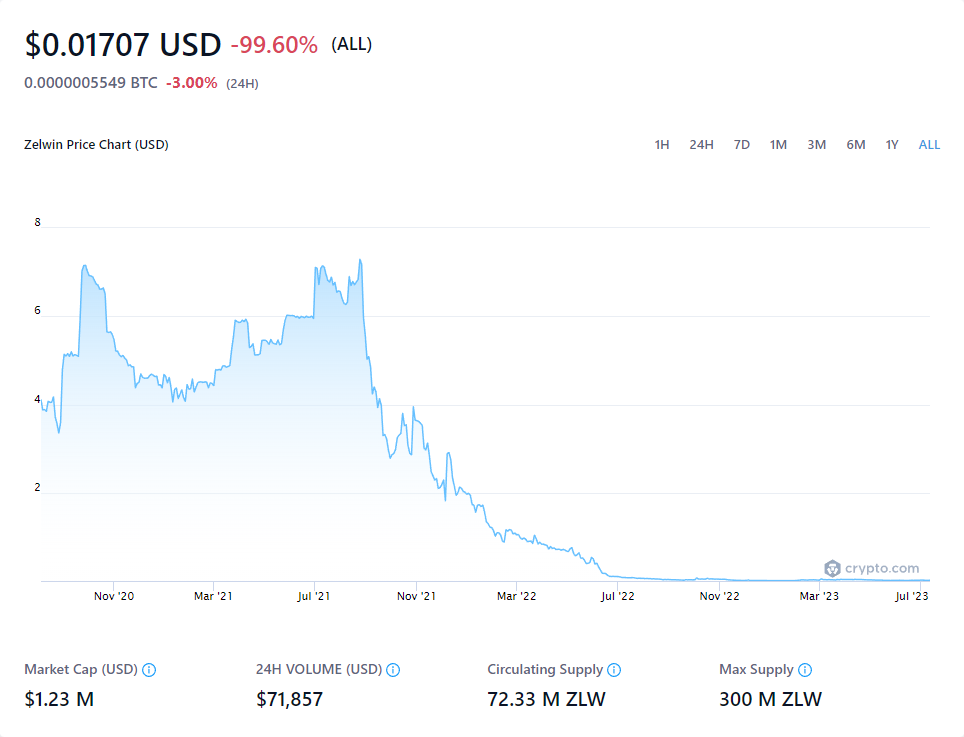 $0.01707 USD -99.60% (ALL)
0.0000005549 BTC -3.00% (24H)
Zelwin Price Chart (USD) 1H 24H 7D 1M 3M 6M 1Y ALL
8
6
4
2
crypto.com
Nov '20 Mar '21 Jul '21 Nov '21 Mar '22 Jul '22 Nov '22 Mar '23 Jul '23
Market Cap (USD) 24H VOLUME (USD) Circulating Supply Max Supply
$1.23 M $71,857 72.33 M ZLW 300 M ZLW